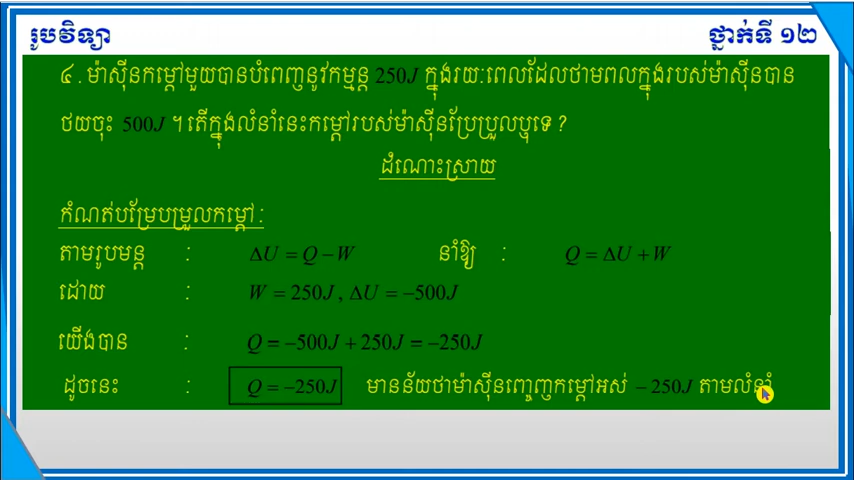 រូបវិទ្យា
ថ្នាក់ទី ១២
៤. ម៉ាស៊ីនកម្ដៅមួយបានបំពេញនូវកម្មន្ត 250J ក្នុងរយៈពេលដែលថាមពលក្នុងរបស់ម៉ាស៊ីនបាន
ថយចុះ 500J ។ តើក្នុងលំនាំនេះកម្ដៅរបស់ម៉ាស៊ីនប្រែប្រួលឬទេ ?
ដំណោះស្រាយ
កំណត់បម្រែបម្រួលកម្ដៅ :
តាមរូបមន្ត : ΔU = Q − W នាំឱ្យ : Q = ΔU + W
ដោយ : W = 250J , ΔU = −500J
យើងបាន : Q = −500J + 250J = −250J
ដូចនេះ : Q = −250J មានន័យថាម៉ាស៊ីនបញ្ចេញកម្ដៅអស់ − 250J តាមលំនាំ